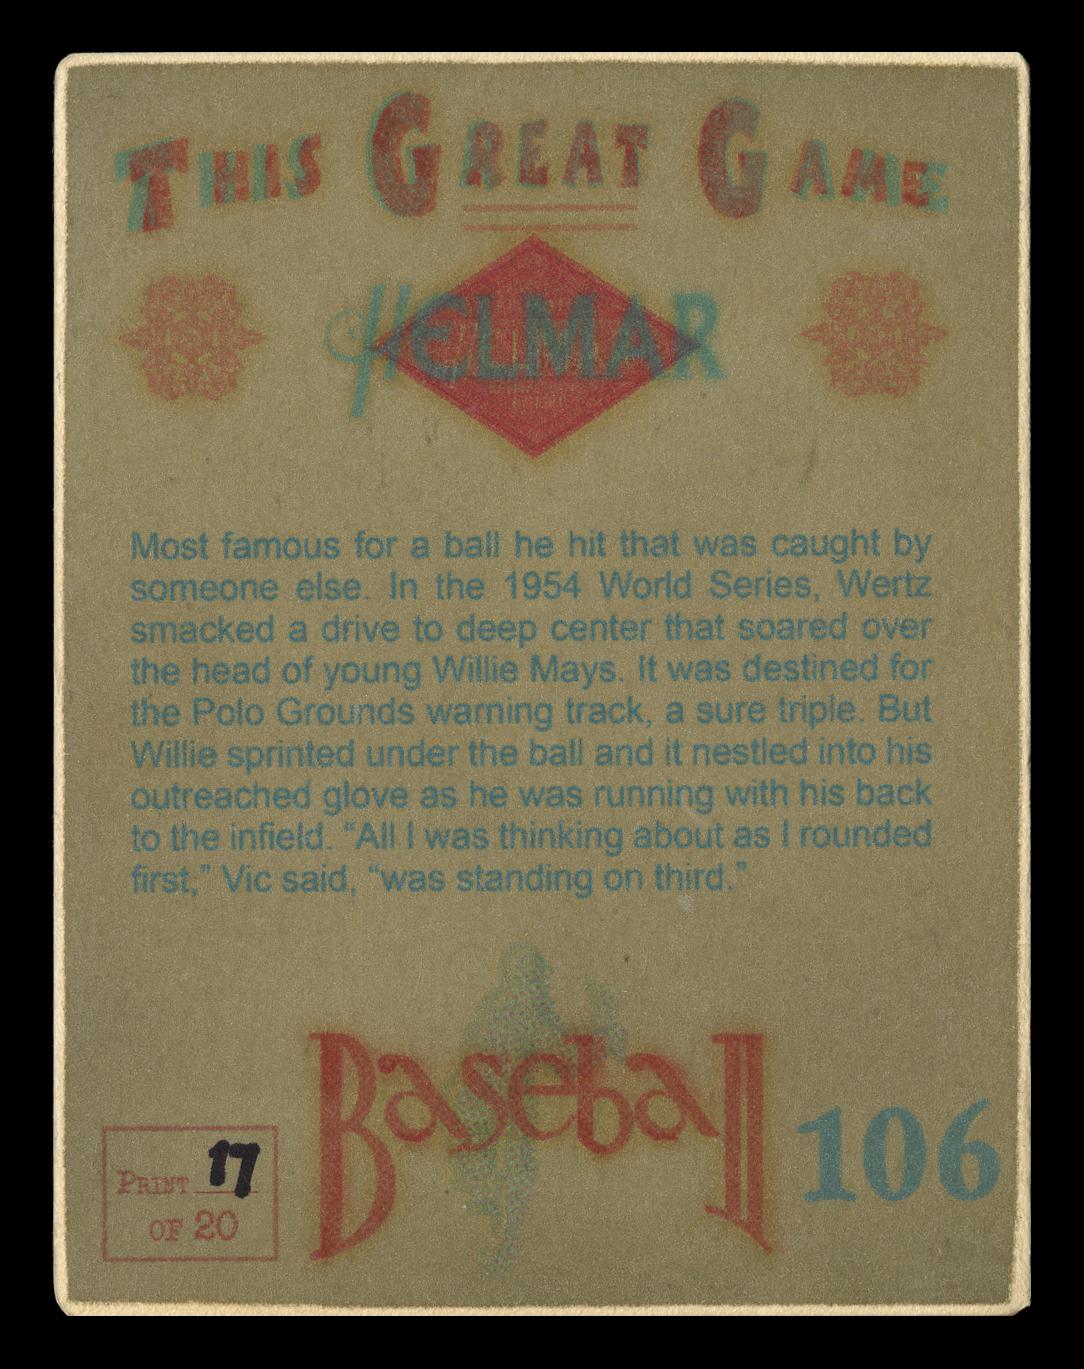 THIS GREAT GAME
HELMAR
Most famous for a ball he hit that was caught by
someone else. In the 1954 World Series, Wertz
smacked a drive to deep center that soared over
the head of young Willie Mays. It was destined for
the Polo Grounds warning track, a sure triple. But
Willie sprinted under the ball and it nestled into his
outreached glove as he was running with his back
to the infield. “All I was thinking about as I rounded
first,” Vic said, “was standing on third.”
Baseball
106
PRINT 17
OF 20